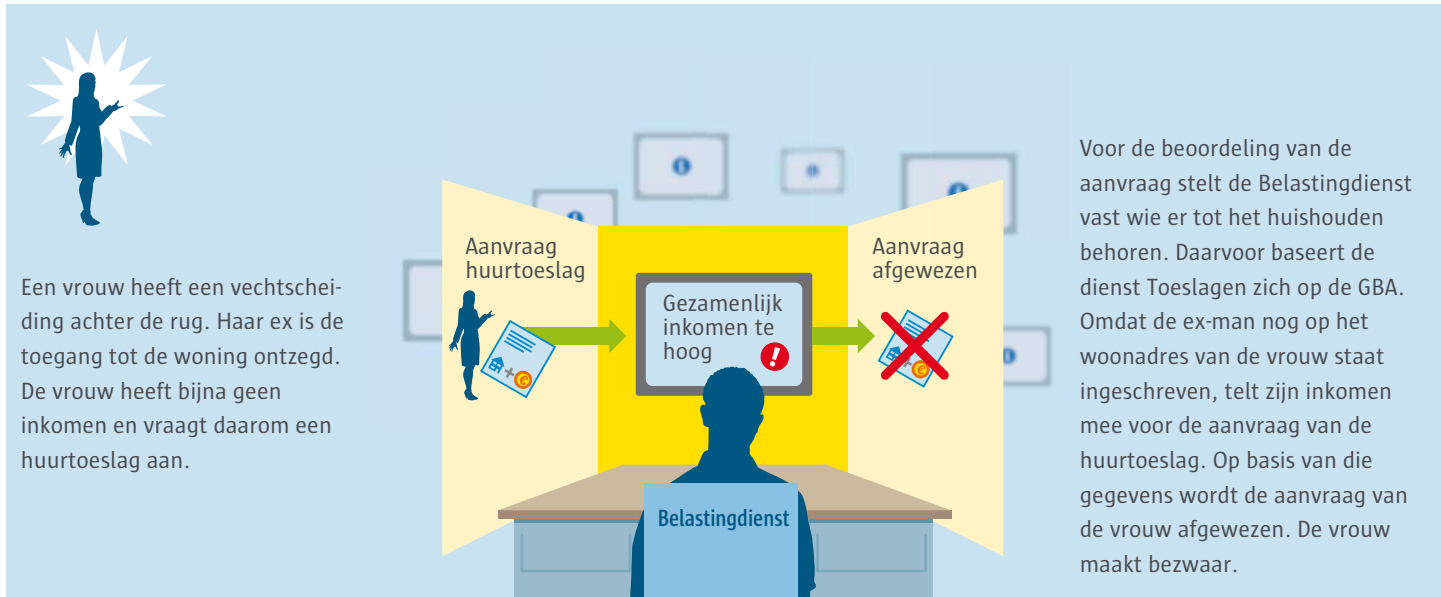 Een vrouw heeft een vechtschei-
ding achter de rug. Haar ex is de
toegang tot de woning ontzegd.
De vrouw heeft bijna geen
inkomen en vraagt daarom een
huurtoeslag aan.
Aanvraag
huurtoeslag
Gezamenlijk
inkomen te
hoog
Aanvraag
afgewezen
Belastingdienst
Voor de beoordeling van de
aanvraag stelt de Belastingdienst
vast wie er tot het huishouden
behoren. Daarvoor baseert de
dienst Toeslagen zich op de GBA.
Omdat de ex-man nog op het
woonadres van de vrouw staat
ingeschreven, telt zijn inkomen
mee voor de aanvraag van de
huurtoeslag. Op basis van die
gegevens wordt de aanvraag van
de vrouw afgewezen. De vrouw
maakt bezwaar.